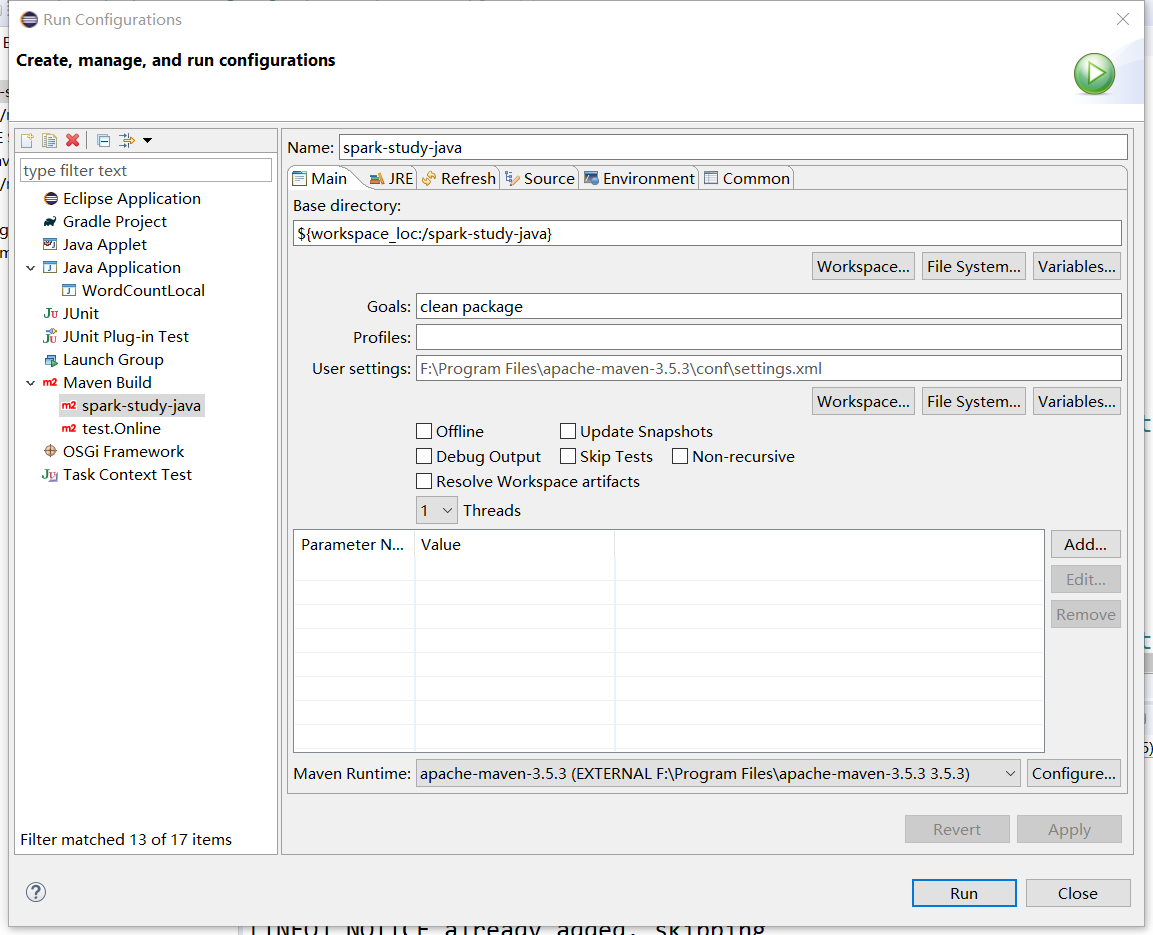 Run Configurations
Create, manage, and run configurations
type filter text
Eclipse Application
Gradle Project
Java Applet
Java Application
WordCountLocal
JUnit
JUnit Plug-in Test
Launch Group
Maven Build
spark-study-java
test.Online
OSGi Framework
Task Context Test
Filter matched 13 of 17 items
Name: spark-study-java
Main JRE Refresh Source Environment Common
Base directory:
${workspace_loc:/spark-study-java}
Workspace... File System... Variables...
Goals: clean package
Profiles:
User settings: F:\Program Files\apache-maven-3.5.3\conf\settings.xml
Workspace... File System... Variables...
Offline Update Snapshots
Debug Output Skip Tests Non-recursive
Resolve Workspace artifacts
1 Threads
Parameter N... Value
Add...
Edit...
Remove
Maven Runtime: apache-maven-3.5.3 (EXTERNAL F:\Program Files\apache-maven-3.5.3 3.5.3) Configure...
Revert Apply
Run Close
[INFO] NOTICE already added, skipping